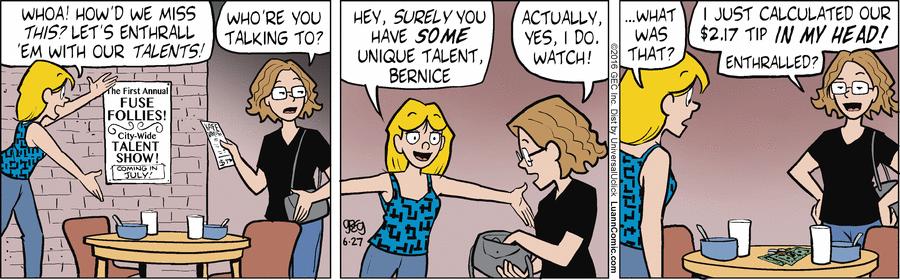 WHOA! HOW'D WE MISS
THIS? LET'S ENTHRALL
'EM WITH OUR TALENTS!
WHO'RE YOU
TALKING TO?
The First Annual
FUSE
FOLLIES!
City-Wide
TALENT
SHOW!
COMING IN
JULY!
HEY, SURELY YOU
HAVE SOME
UNIQUE TALENT,
BERNICE
ACTUALLY,
YES, I DO.
WATCH!
6-27
©2016 GEC Inc. Dist by UniversalUclick LuannComic.com
...WHAT
WAS
THAT?
I JUST CALCULATED OUR
$2.17 TIP IN MY HEAD!
ENTHRALLED?